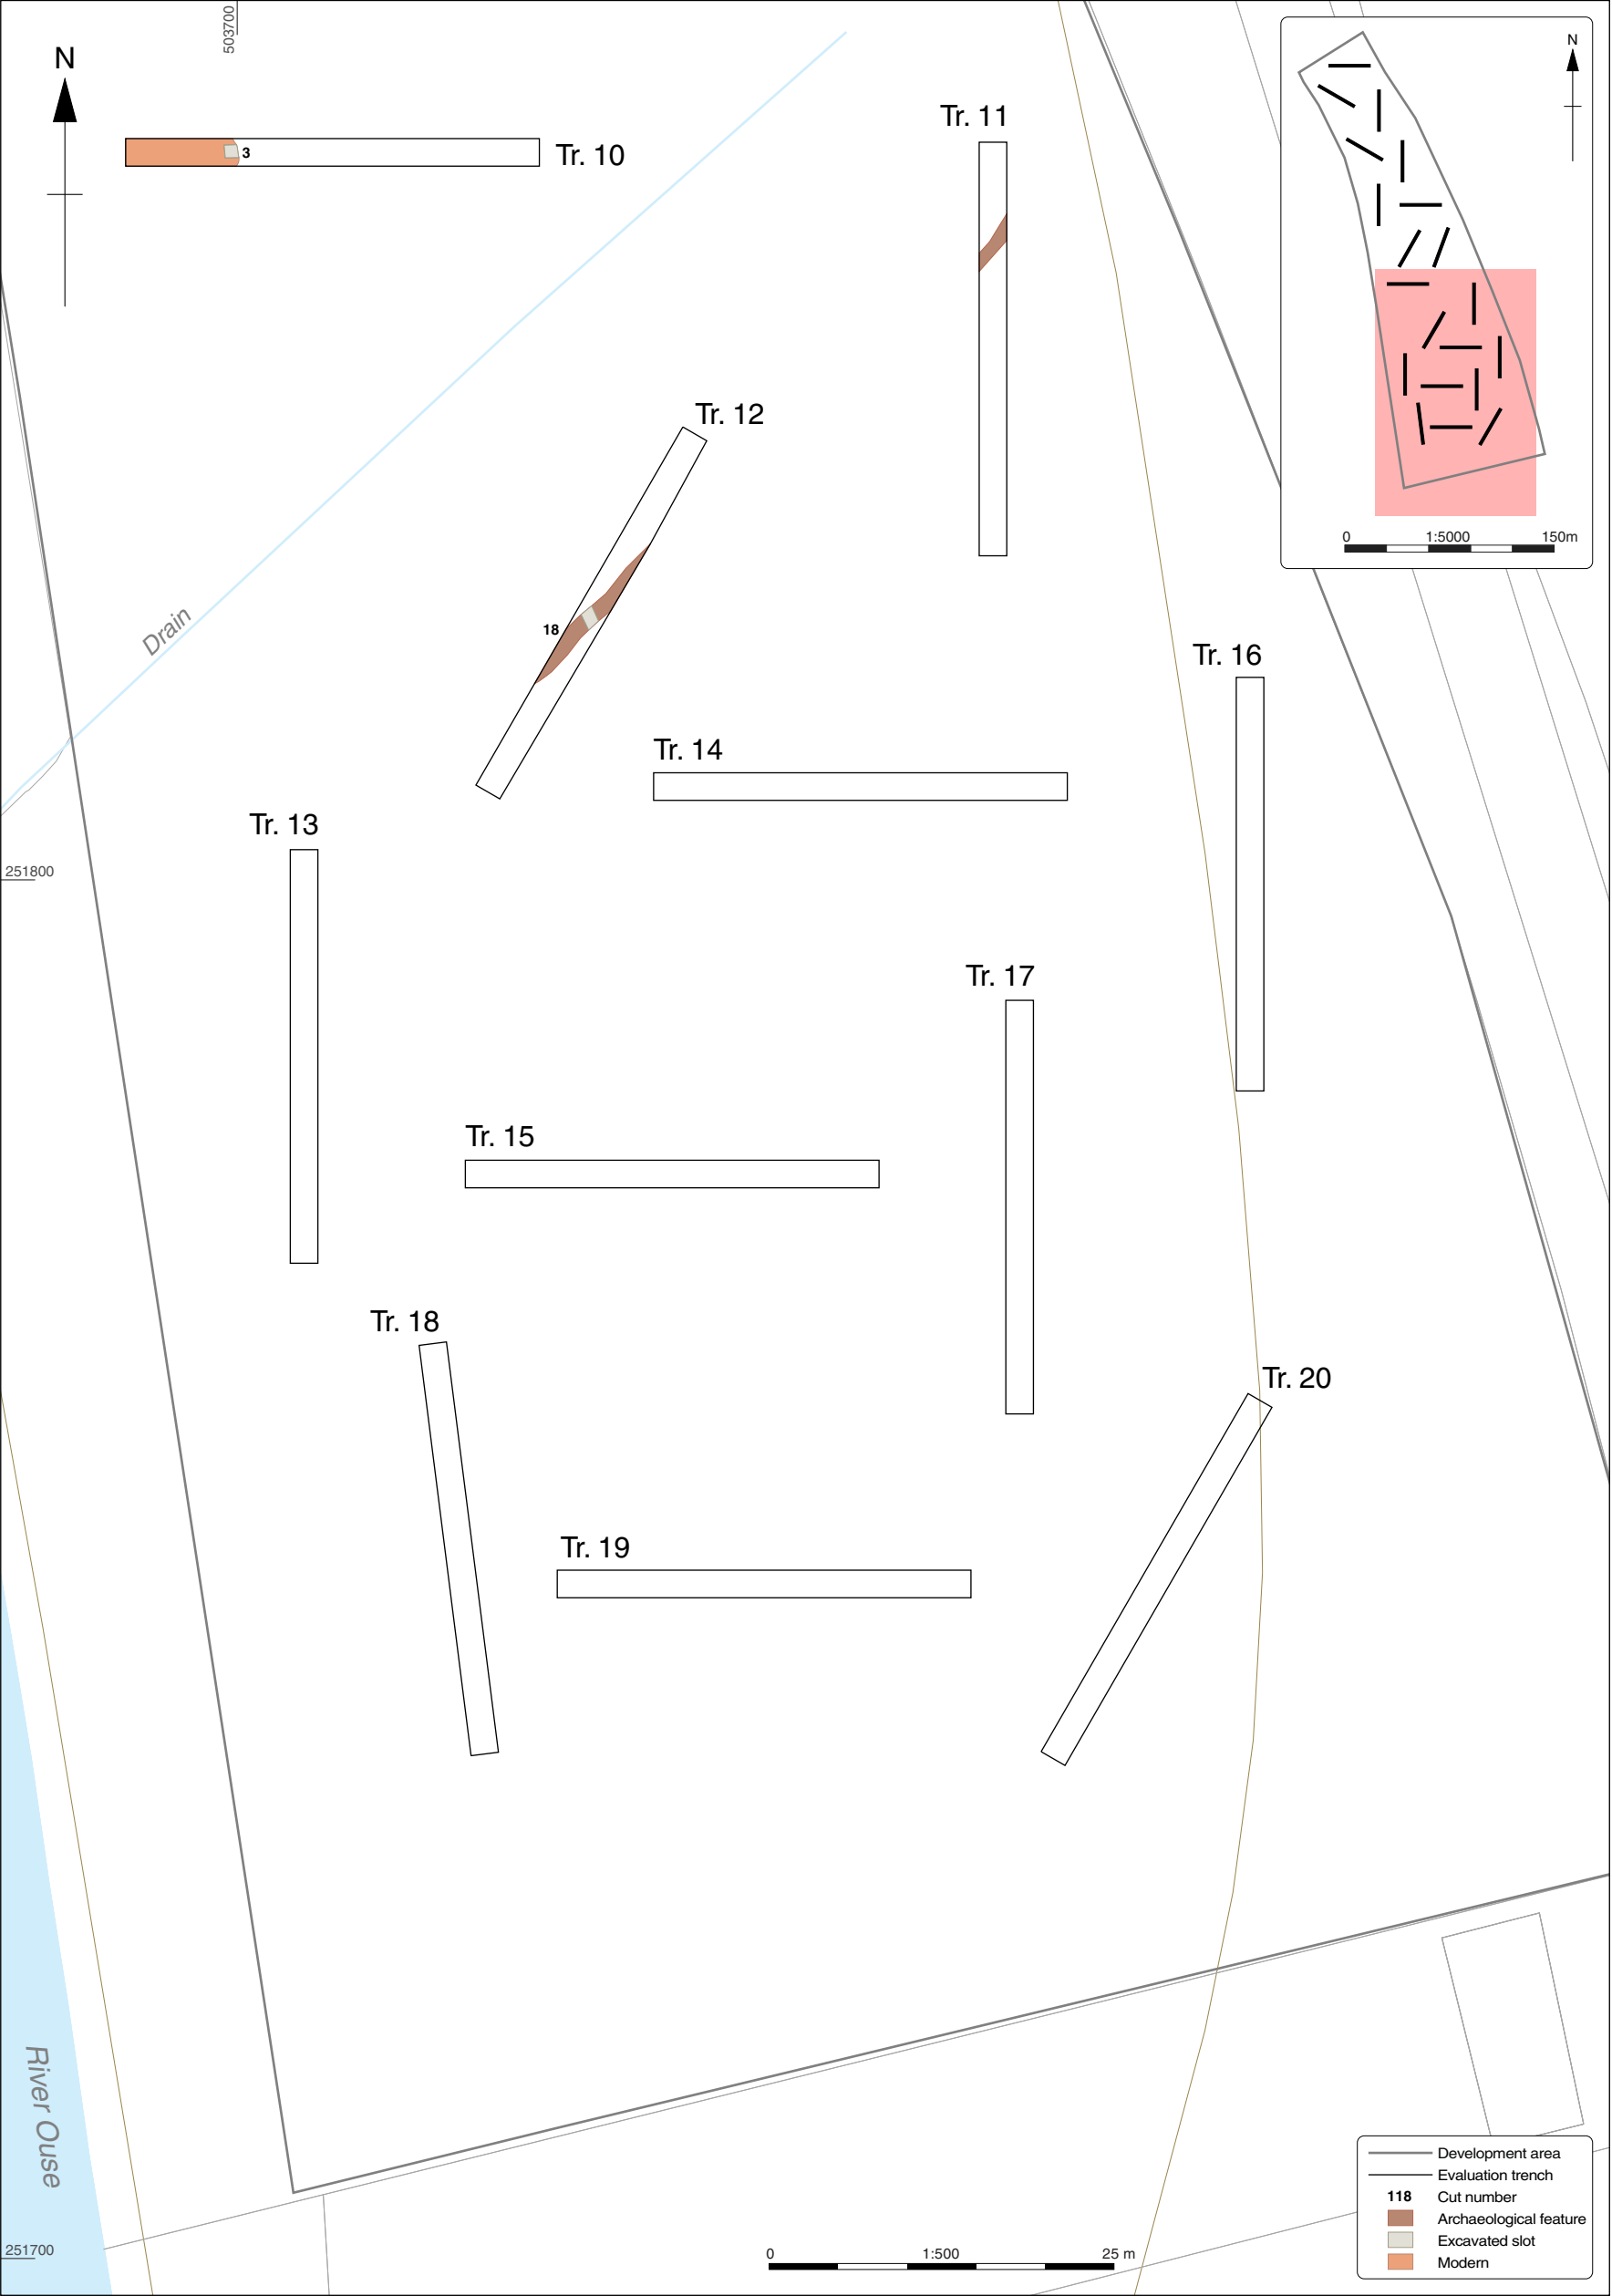 503700
N
N
Tr. 11
3
Tr. 10
Tr. 12
0 1:5000 150m
Drain
18
Tr. 16
Tr. 14
Tr. 13
251800
Tr. 17
Tr. 15
Tr. 18
Tr. 20
Tr. 19
River Ouse
Development area
Evaluation trench
118 Cut number
Archaeological feature
Excavated slot
Modern
251700
0 1:500 25 m